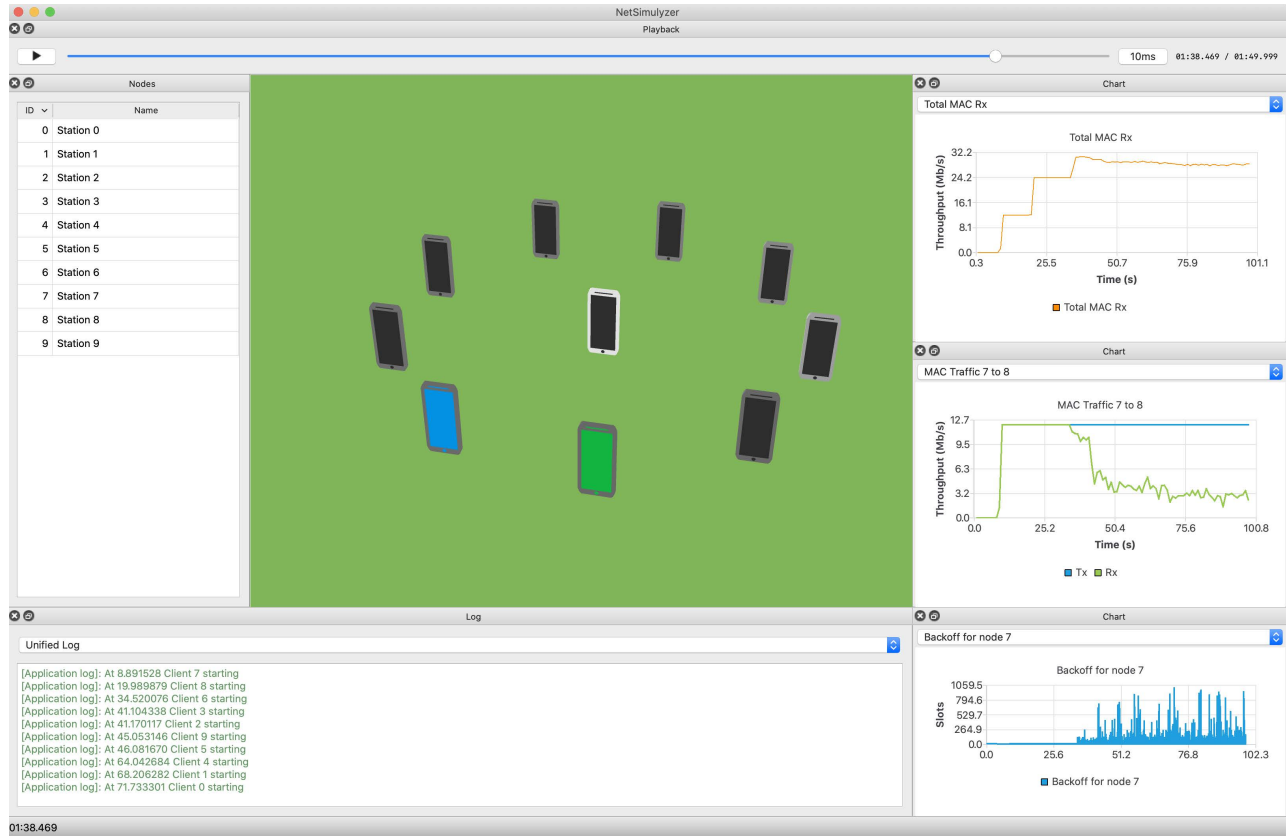 NetSimulyzer
Playback
10ms 01:38.469 / 01:49.999
Nodes
ID Name
0 Station 0
1 Station 1
2 Station 2
3 Station 3
4 Station 4
5 Station 5
6 Station 6
7 Station 7
8 Station 8
9 Station 9
Chart
Total MAC Rx
Total MAC Rx
Throughput (Mb/s)
32.2
24.2
16.1
8.1
0.0
0.3 25.5 50.7 75.9 101.1
Time (s)
Total MAC Rx
Chart
MAC Traffic 7 to 8
MAC Traffic 7 to 8
Throughput (Mb/s)
12.7
9.5
6.3
3.2
0.0
0.0 25.2 50.4 75.6 100.8
Time (s)
Tx Rx
Log
Unified Log
[Application log]: At 8.891528 Client 7 starting
[Application log]: At 19.989879 Client 8 starting
[Application log]: At 34.520076 Client 6 starting
[Application log]: At 41.104338 Client 3 starting
[Application log]: At 41.170117 Client 2 starting
[Application log]: At 45.053146 Client 9 starting
[Application log]: At 46.081670 Client 5 starting
[Application log]: At 64.042684 Client 4 starting
[Application log]: At 68.206282 Client 1 starting
[Application log]: At 71.733301 Client 0 starting
Chart
Backoff for node 7
Backoff for node 7
Slots
1059.5
794.6
529.7
264.9
0.0
0.0 25.6 51.2 76.8 102.3
Backoff for node 7
01:38.469